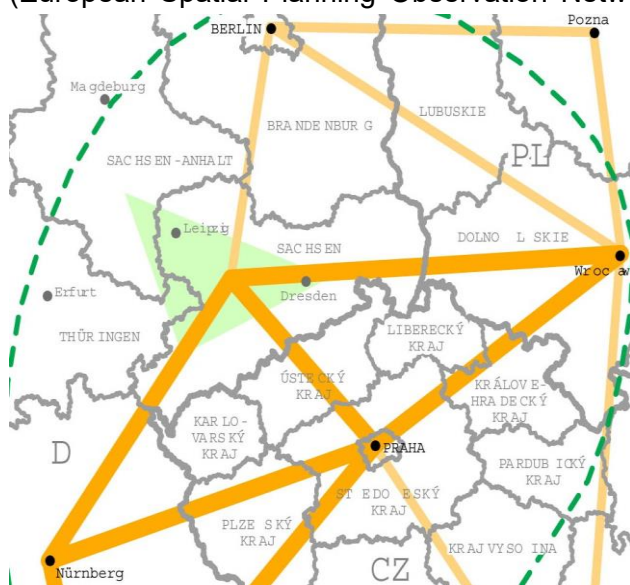 (European Spatial Planning Observation Netw
BERLIN
Pozna
Magdeburg
LUBUSKIE
BRANDENBURG
SACHSEN-ANHALT
PL
Leipzig
SACHSEN
DOLNO L SKIE
Wroc aw
Erfurt
Dresden
THÜRINGEN
LIBERECKÝ
KRAJ
ÚSTECKÝ
KRAJ
KRÁLOVE-
HRADECKÝ
KRAJ
KARLO-
VARSKÝ
KRAJ
D
PRAHA
PARDUBICKÝ
KRAJ
ST EDO ESKÝ
KRAJ
PLZE SKÝ
KRAJ
KRAJ VYSO INA
CZ
Nürnberg